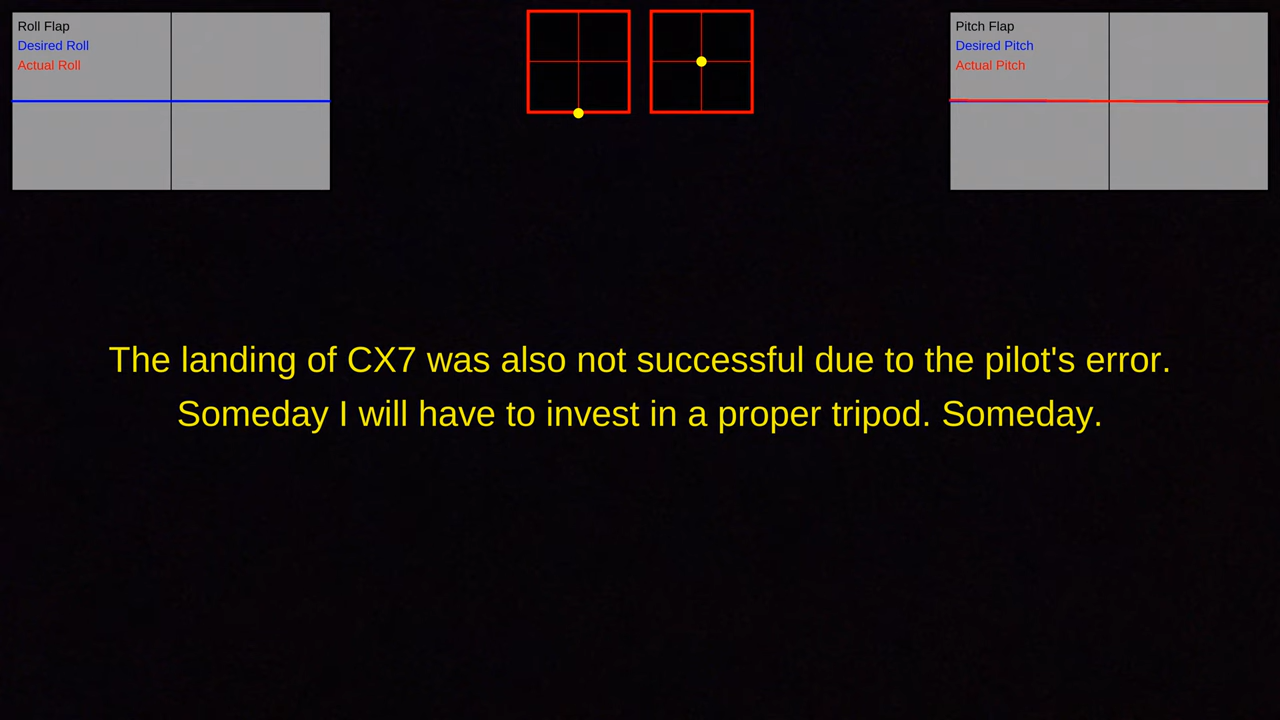 Roll Flap
Desired Roll
Actual Roll
Pitch Flap
Desired Pitch
Actual Pitch
The landing of CX7 was also not successful due to the pilot's error.
Someday I will have to invest in a proper tripod. Someday.